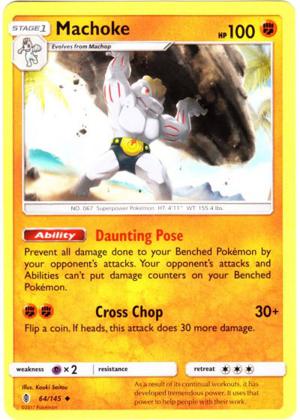 STAGE 1
Machoke
HP 100
Evolves from Machop
NO. 067 Superpower Pokémon HT: 4'11" WT: 155.4 lbs.
Ability Daunting Pose
Prevent all damage done to your Benched Pokémon by
your opponent's attacks. Your opponent's attacks and
Abilities can't put damage counters on your Benched
Pokémon.
Cross Chop 30+
Flip a coin. If heads, this attack does 30 more damage.
weakness × 2 resistance retreat
Illus. Kouki Saitou
64/145
©2017 Pokémon
As a result of its continual workouts, it has
developed tremendous power. It uses that
power to help people with their work.